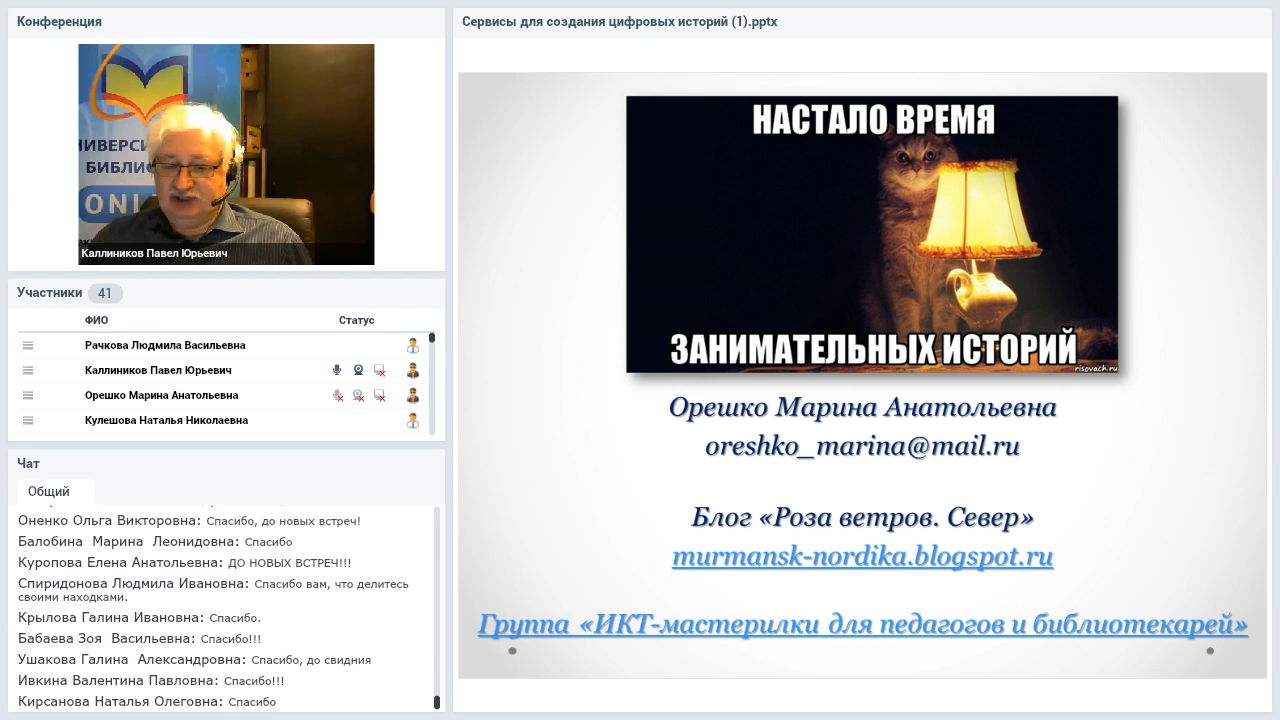 Конференция
НИВЕРСИ
БИБЛИО
ONLI
Каллиников Павел Юрьевич
Участники 41
ФИО Статус
Рачкова Людмила Васильевна
Каллиников Павел Юрьевич
Орешко Марина Анатольевна
Кулешова Наталья Николаевна
Чат
Общий
Оненко Ольга Викторовна: Спасибо, до новых встреч!
Балобина Марина Леонидовна: Спасибо
Куропова Елена Анатольевна: ДО НОВЫХ ВСТРЕЧ!!!
Спиридонова Людмила Ивановна: Спасибо вам, что делитесь
своими находками.
Крылова Галина Ивановна: Спасибо.
Бабаева Зоя Васильевна: Спасибо!!!
Ушакова Галина Александровна: Спасибо, до свидния
Ивкина Валентина Павловна: Спасибо!!!
Кирсанова Наталья Олеговна: Спасибо
Сервисы для создания цифровых историй (1).pptx
НАСТАЛО ВРЕМЯ
ЗАНИМАТЕЛЬНЫХ ИСТОРИЙ
risovach.ru
Орешко Марина Анатольевна
oreshko_marina@mail.ru
Блог «Роза ветров. Север»
murmansk-nordika.blogspot.ru
Группа «ИКТ-мастерилки для педагогов и библиотекарей»